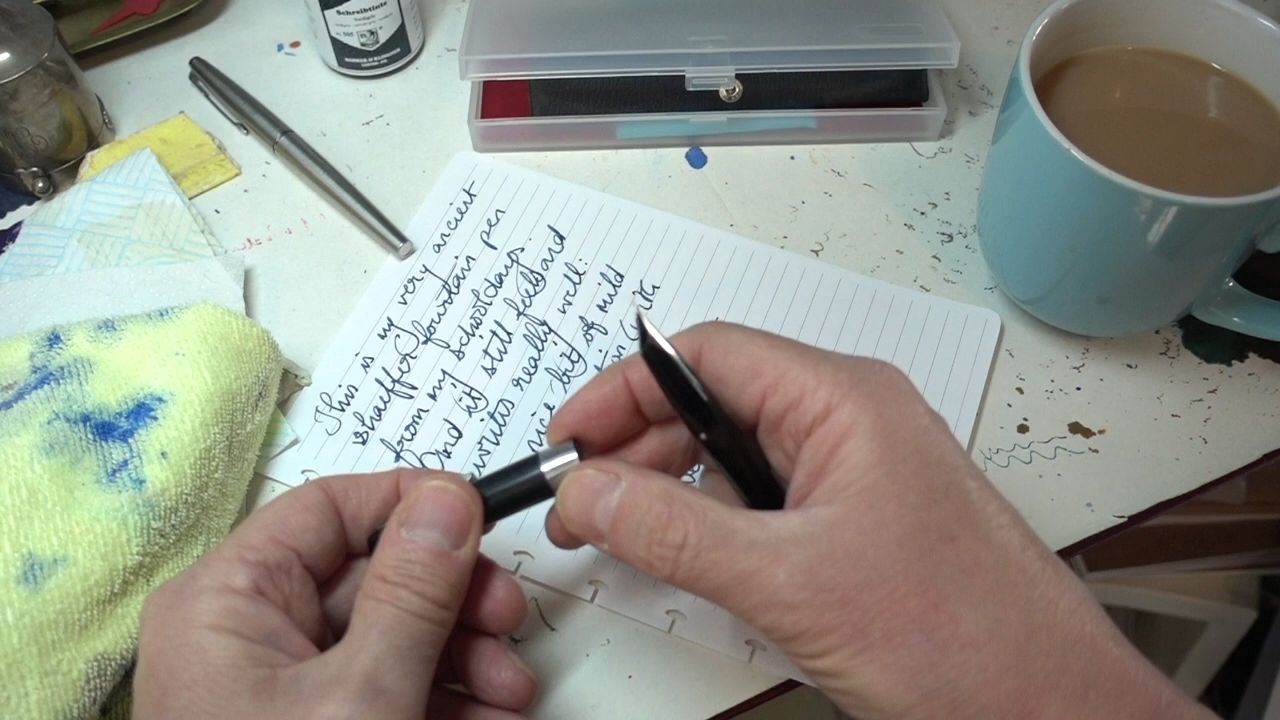 Schreibtinte
This is my very ancient
shaeffer fountain pen
from my schooldays.
And it still feels and
writes really well:
nice bit of mild